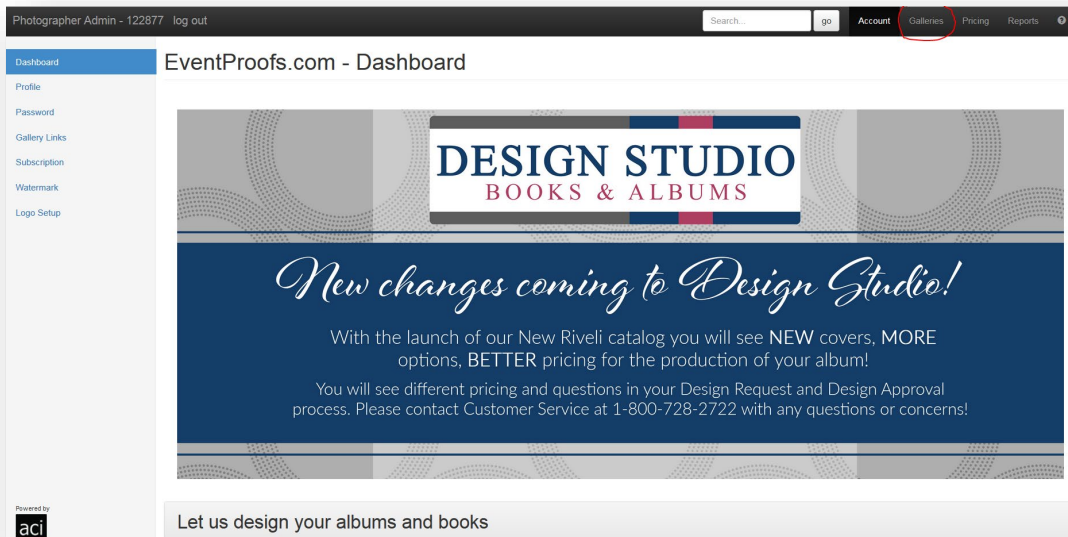 Photographer Admin - 122877 log out
Search... go Account Galleries Pricing Reports ?
Dashboard
Profile
Password
Gallery Links
Subscription
Watermark
Logo Setup
EventProofs.com - Dashboard
DESIGN STUDIO
BOOKS & ALBUMS
New changes coming to Design Studio!
With the launch of our New Riveli catalog you will see NEW covers, MORE
options, BETTER pricing for the production of your album!
You will see different pricing and questions in your Design Request and Design Approval
process. Please contact Customer Service at 1-800-728-2722 with any questions or concerns!
Powered by
aci
Let us design your albums and books